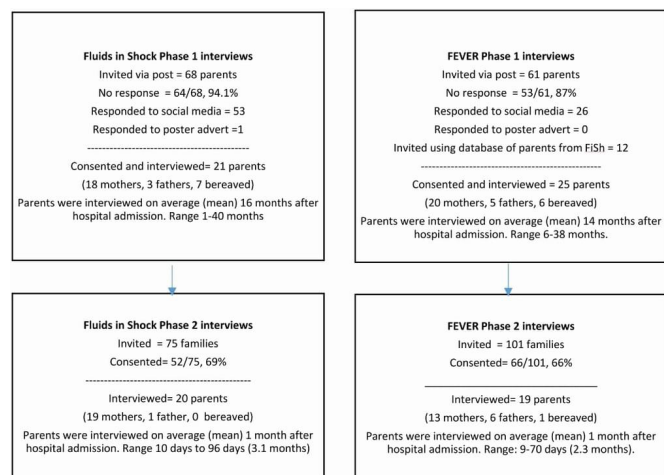 Fluids in Shock Phase 1 interviews
Invited via post = 68 parents
No response = 64/68, 94.1%
Responded to social media = 53
Responded to poster advert =1
--------------------------------------------
Consented and interviewed= 21 parents
(18 mothers, 3 fathers, 7 bereaved)
Parents were interviewed on average (mean) 16 months after
hospital admission. Range 1-40 months
FEVER Phase 1 interviews
Invited via post = 61 parents
No response = 53/61, 87%
Responded to social media = 26
Responded to poster advert = 0
Invited using database of parents from FiSh = 12
--------------------------------------------------
Consented and interviewed = 25 parents
(20 mothers, 5 fathers, 6 bereaved)
Parents were interviewed on average (mean) 14 months after
hospital admission. Range 6-38 months.
Fluids in Shock Phase 2 interviews
Invited = 75 families
Consented= 52/75, 69%
---------------------------------------------
Interviewed= 20 parents
(19 mothers, 1 father, 0 bereaved)
Parents were interviewed on average (mean) 1 month after
hospital admission. Range 10 days to 96 days (3.1 months)
FEVER Phase 2 interviews
Invited = 101 families
Consented= 66/101, 66%
Interviewed= 19 parents
(13 mothers, 6 fathers, 1 bereaved)
Parents were interviewed on average (mean) 1 month after
hospital admission. Range: 9-70 days (2.3 months).